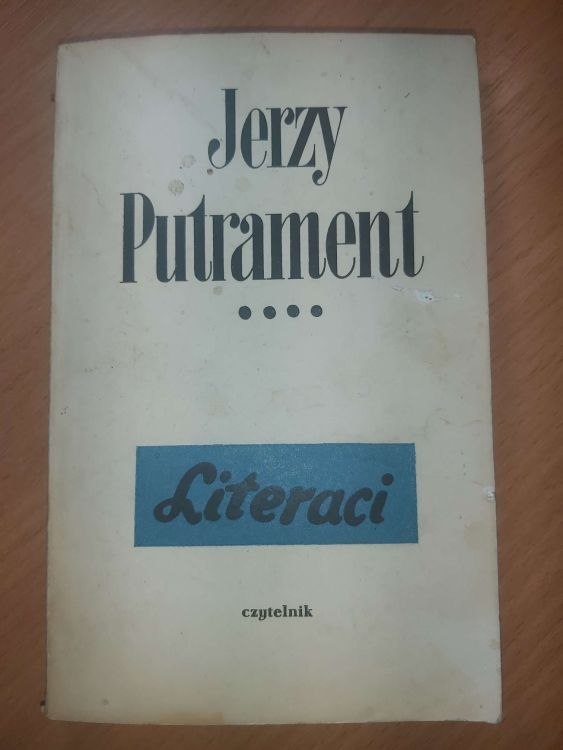 Jerzy
Putrament
••••
Literaci
czytelnik